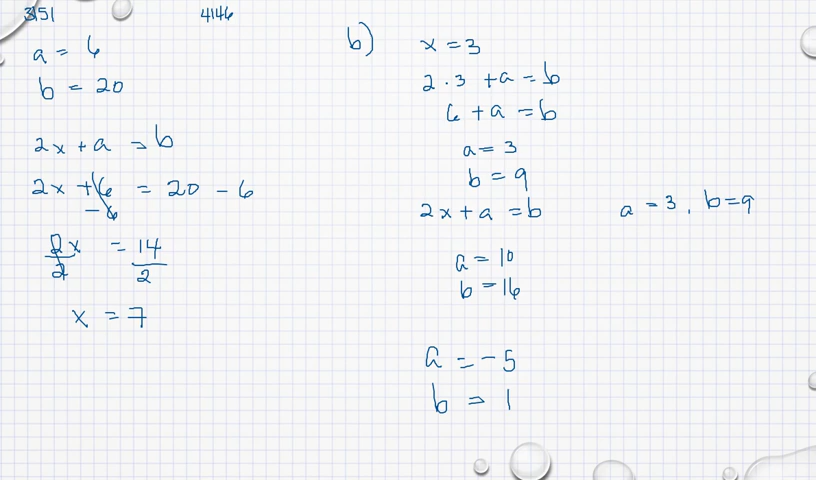 3151
4146
a = 6
b = 20
2x + a = b
2x + 6 = 20 - 6
- 6
2x = 14
2 2
x = 7
b)
x = 3
2 · 3 + a = b
6 + a = b
a = 3
b = 9
2x + a = b
a = 10
b = 16
a = -5
b = 1
a = 3, b = 9